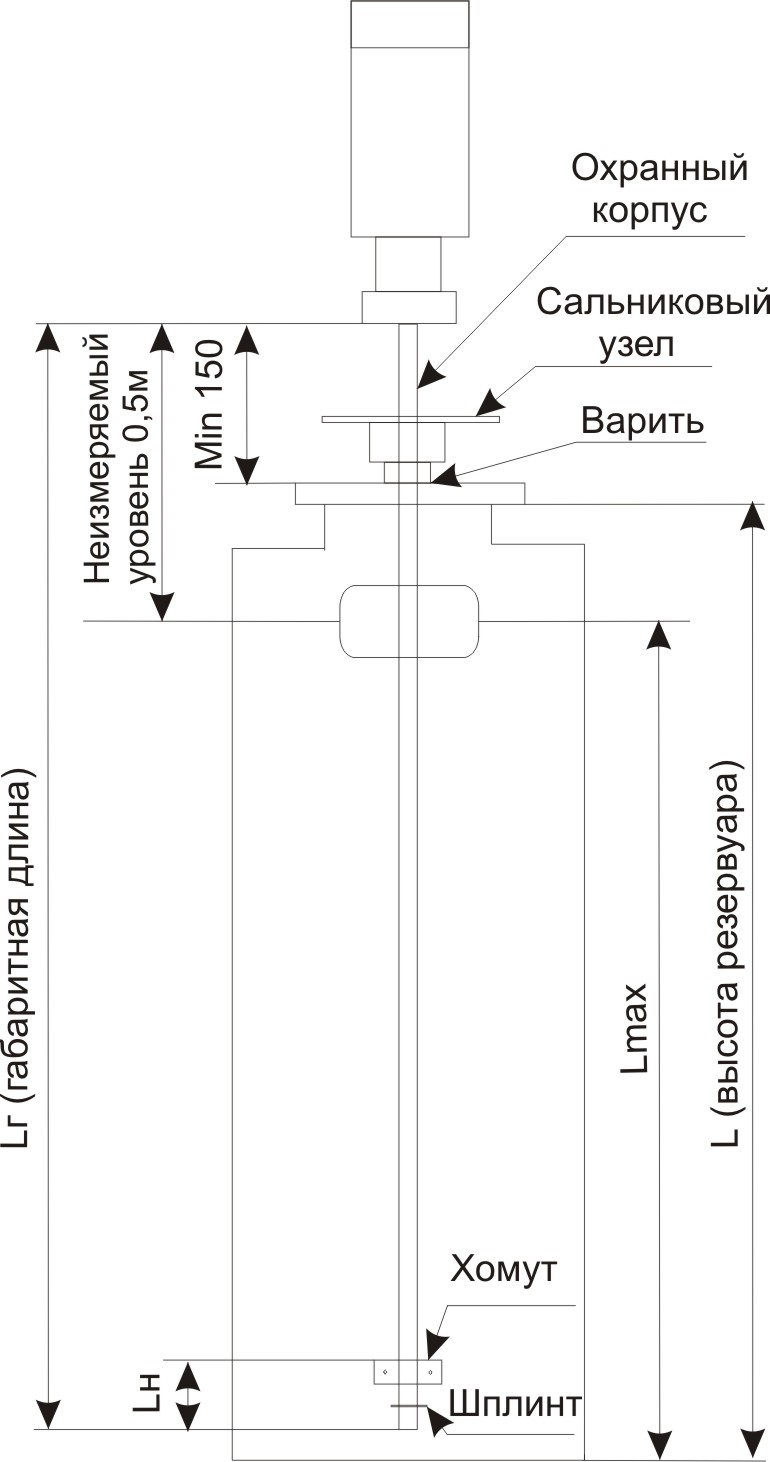 Охранный
корпус
Сальниковый
узел
Варить
Неизмеряемый
уровень 0,5м
Min 150
Lг (габаритная длина)
L (высота резервуара)
Lmax
Хомут
Lн
Шплинт